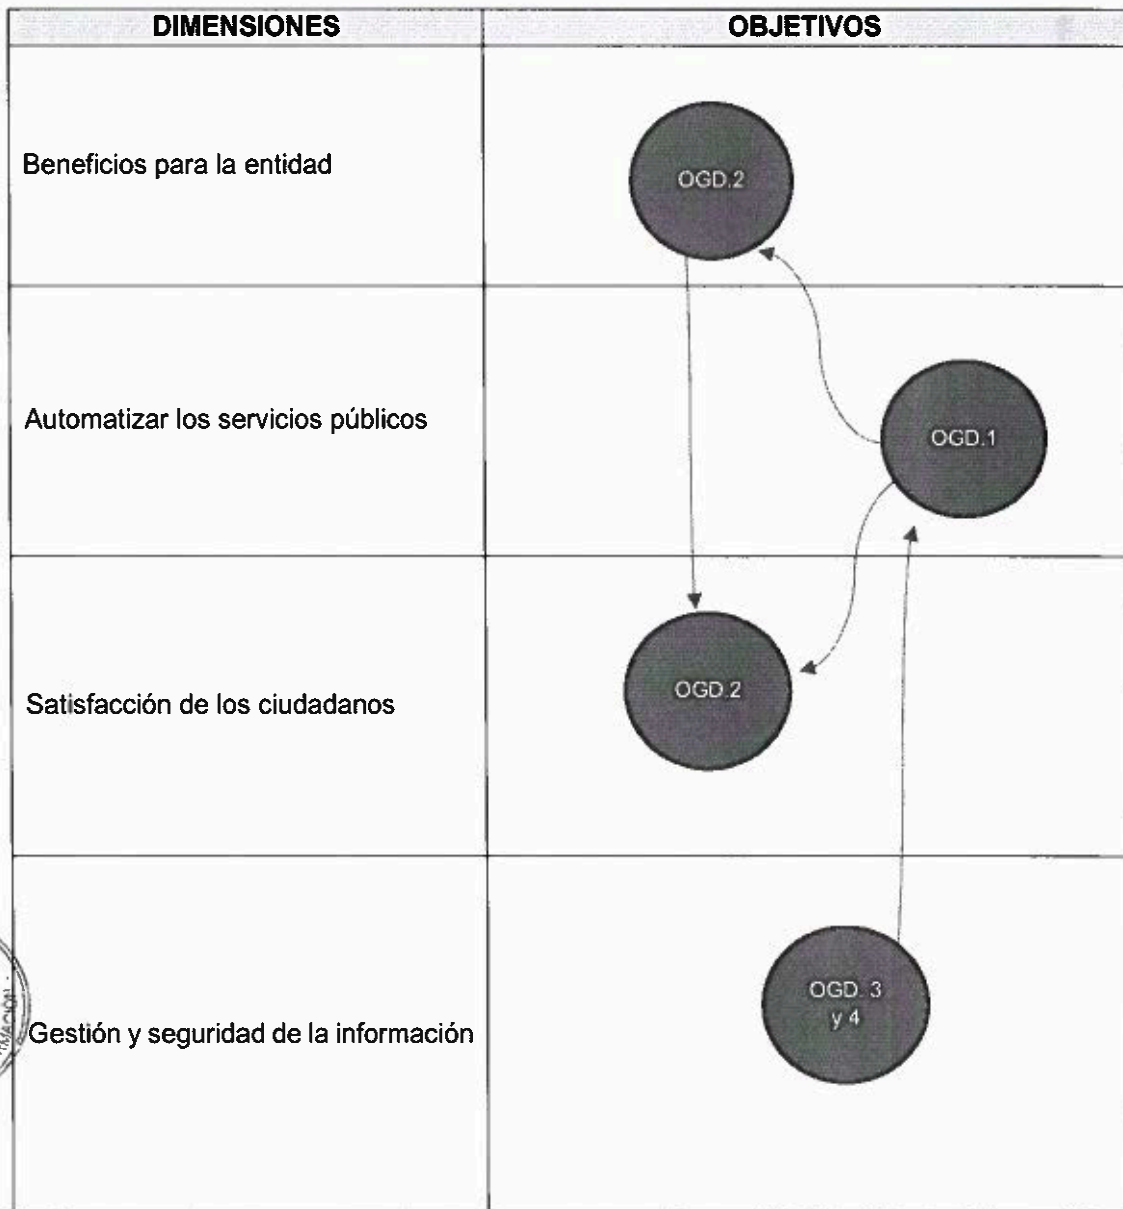 DIMENSIONES
OBJETIVOS
Beneficios para la entidad
OGD.2
Automatizar los servicios públicos
OGD.1
Satisfacción de los ciudadanos
OGD.2
Gestión y seguridad de la información
OGD. 3
y 4